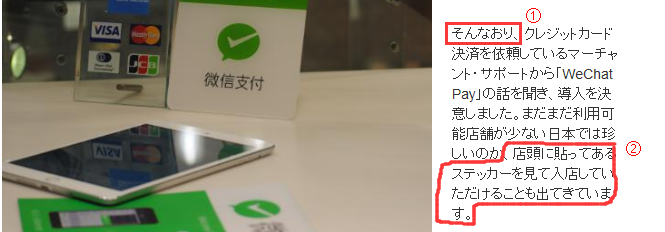 VISA
MasterCard
JCB
微信支付
①
そんなおり、クレジットカード
決済を依頼しているマーチャ
ント・サポートから「WeChat
Pay」の話を聞き、導入を決
意しました。まだまだ利用可
能店舗が少ない日本では珍
しいのか、店頭に貼ってある
②
ステッカーを見て入店してい
ただけることも出てきていま
す。